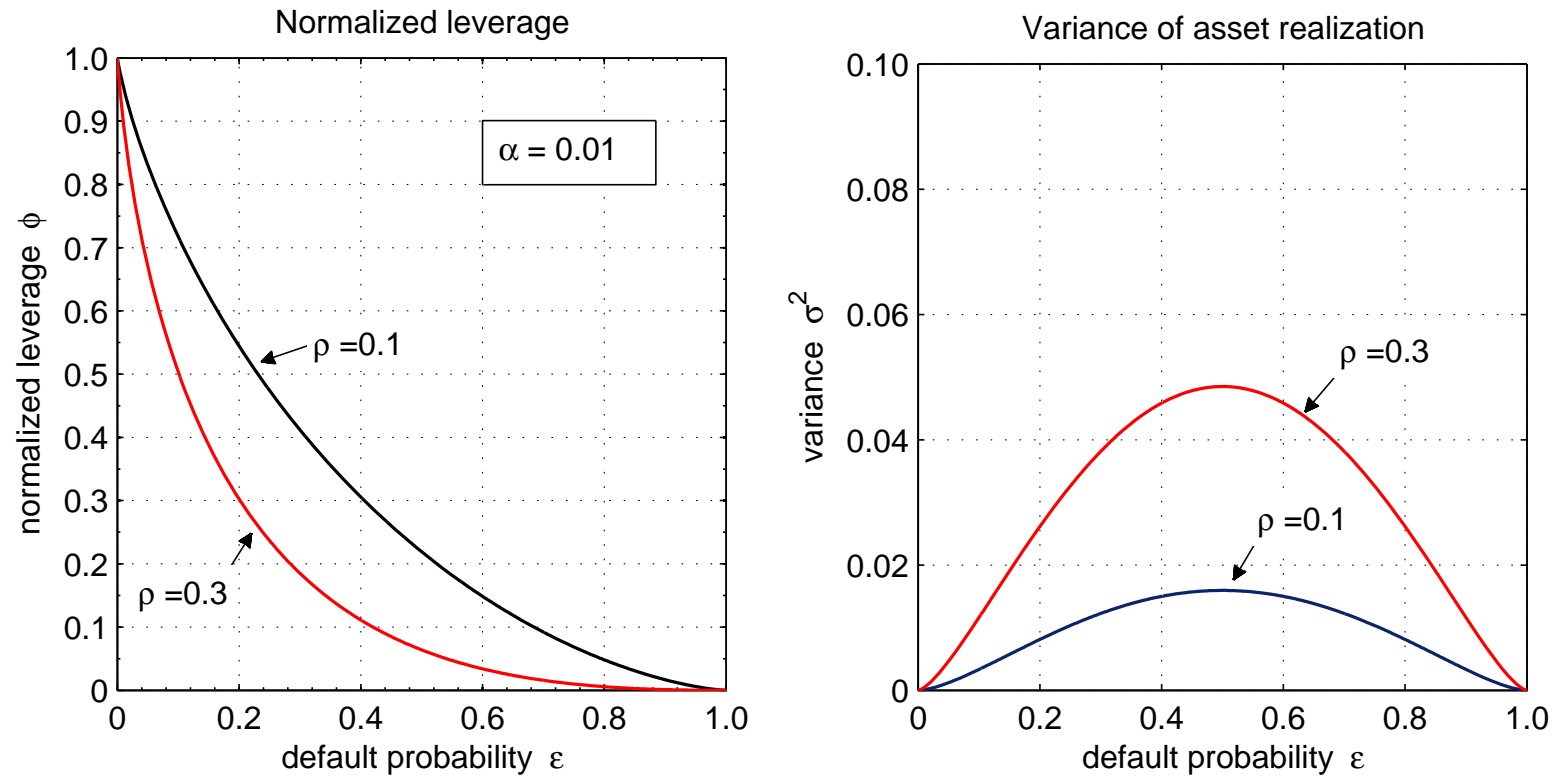 Normalized leverage
normalized leverage ϕ
1.0
0.9
0.8
0.7
0.6
0.5
0.4
0.3
0.2
0.1
0
α = 0.01
ρ =0.1
ρ =0.3
0
0.2
0.4
0.6
0.8
1.0
default probability ε
Variance of asset realization
variance σ²
0.10
0.08
0.06
0.04
0.02
0
ρ =0.3
ρ =0.1
0
0.2
0.4
0.6
0.8
1.0
default probability ε